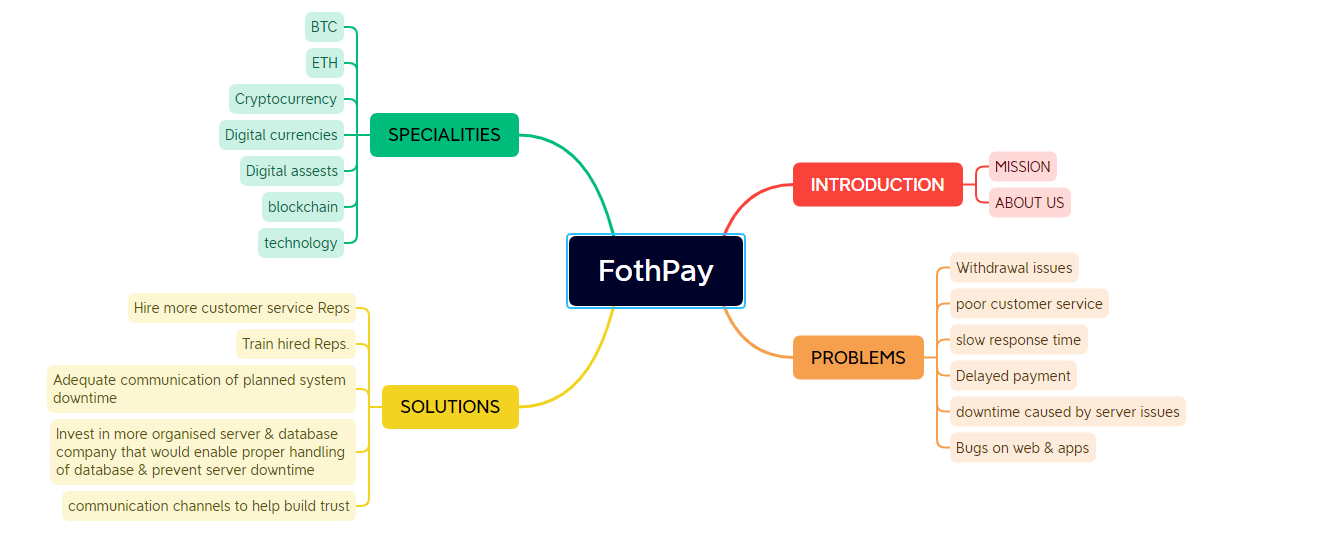 FothPay
INTRODUCTION
MISSION
ABOUT US
PROBLEMS
Withdrawal issues
poor customer service
slow response time
Delayed payment
downtime caused by server issues
Bugs on web & apps
SPECIALITIES
BTC
ETH
Cryptocurrency
Digital currencies
Digital assests
blockchain
technology
SOLUTIONS
Hire more customer service Reps
Train hired Reps.
Adequate communication of planned system
downtime
Invest in more organised server & database
company that would enable proper handling
of database & prevent server downtime
communication channels to help build trust